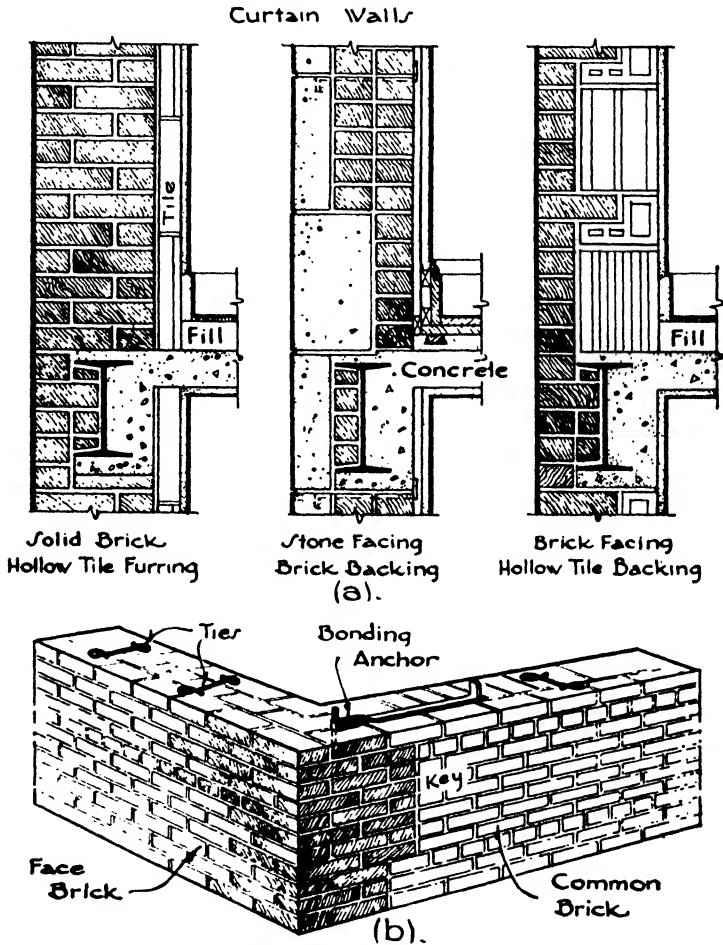 Curtain Walls
Tile
Fill
Concrete
Fill
Solid Brick
Hollow Tile Furring
Stone Facing
Brick Backing
Brick Facing
Hollow Tile Backing
(a).
Ties
Bonding
Anchor
Key
Face
Brick
Common
Brick
(b).